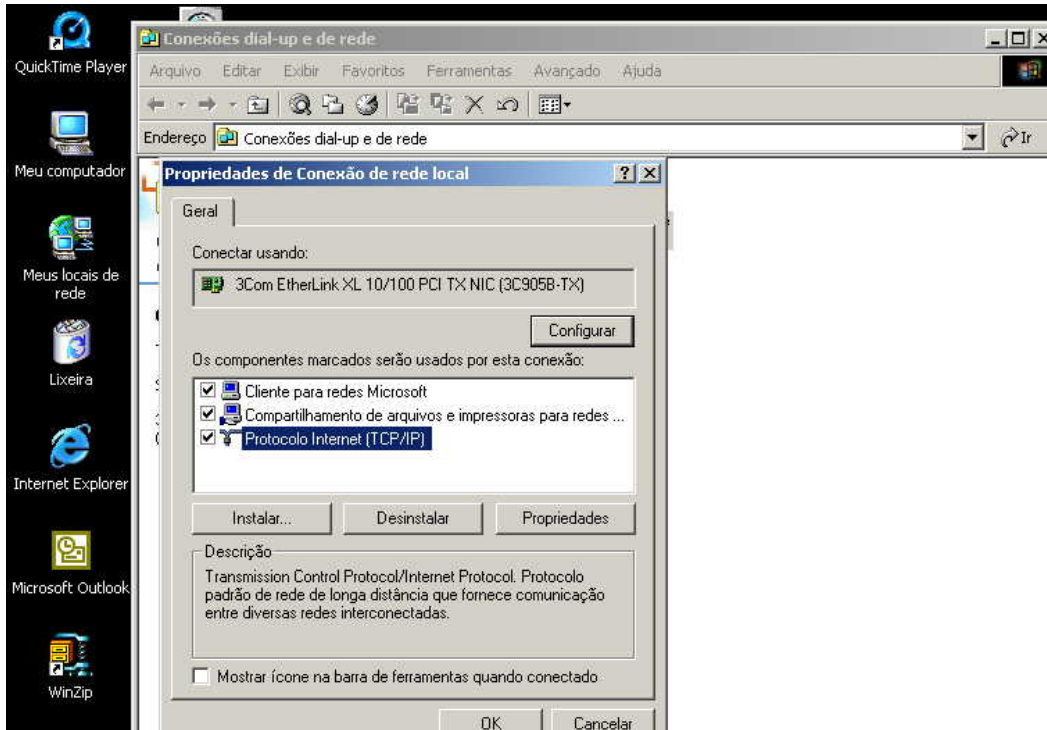 QuickTime Player
Meu computador
Meus locais de
rede
Lixeira
Internet Explorer
Microsoft Outlook
WinZip
Conexões dial-up e de rede
Arquivo Editar Exibir Favoritos Ferramentas Avançado Ajuda
Endereço Conexões dial-up e de rede Ir
Propriedades de Conexão de rede local
Geral
Conectar usando:
3Com EtherLink XL 10/100 PCI TX NIC (3C905B-TX)
Configurar
Os componentes marcados serão usados por esta conexão:
Cliente para redes Microsoft
Compartilhamento de arquivos e impressoras para redes ...
Protocolo Internet (TCP/IP)
Instalar... Desinstalar Propriedades
Descrição
Transmission Control Protocol/Internet Protocol. Protocolo
padrão de rede de longa distância que fornece comunicação
entre diversas redes interconectadas.
Mostrar ícone na barra de ferramentas quando conectado
OK Cancelar